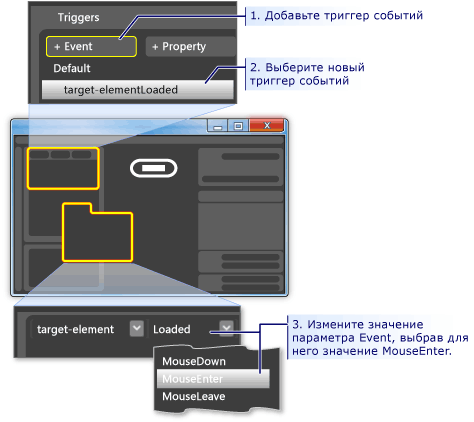 Triggers
1. Добавьте триггер событий
+ Event
+ Property
Default
2. Выберите новый
триггер событий
target-elementLoaded
target-element
Loaded
3. Измените значение
параметра Event, выбрав для
него значение MouseEnter.
MouseDown
MouseEnter
MouseLeave